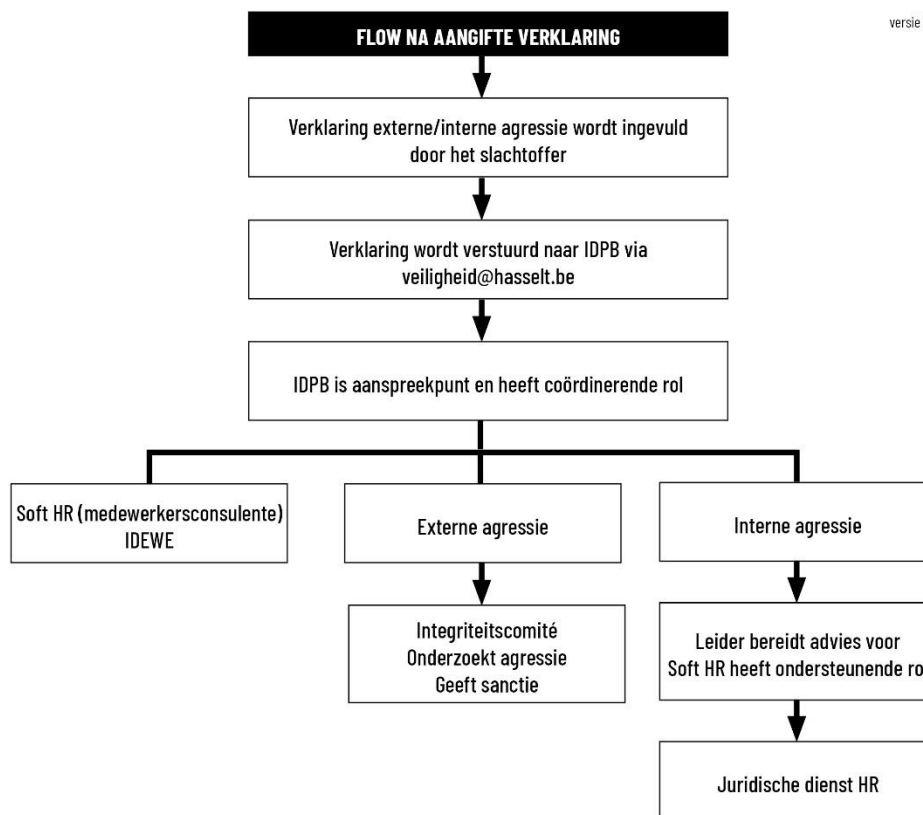 versie
FLOW NA AANGIFTE VERKLARING
Verklaring externe/interne agressie wordt ingevuld
door het slachtoffer
Verklaring wordt verstuurd naar IDPB via
veiligheid@hasselt.be
IDPB is aanspreekpunt en heeft coördinerende rol
Soft HR (medewerkersconsulente)
IDEWE
Externe agressie
Interne agressie
Integriteitscomité
Onderzoekt agressie
Geeft sanctie
Leider bereidt advies voor
Soft HR heeft ondersteunende ro
Juridische dienst HR